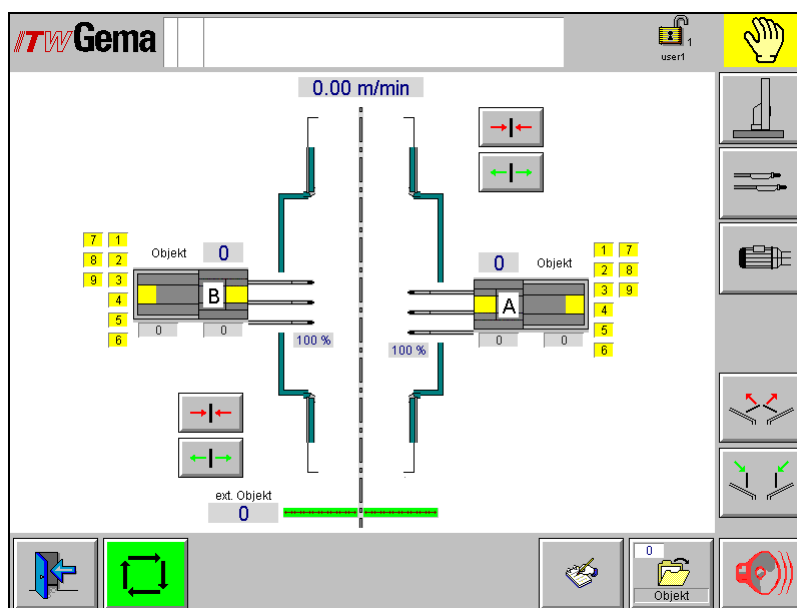 ITWGema
1
user1
0.00 m/min
7 1
8 2
9 3
4
5
6
Objekt 0
B
0 0
100 %
0 Objekt
A
0 0
100 %
1 7
2 8
3 9
4
5
6
ext. Objekt
0
0
Objekt